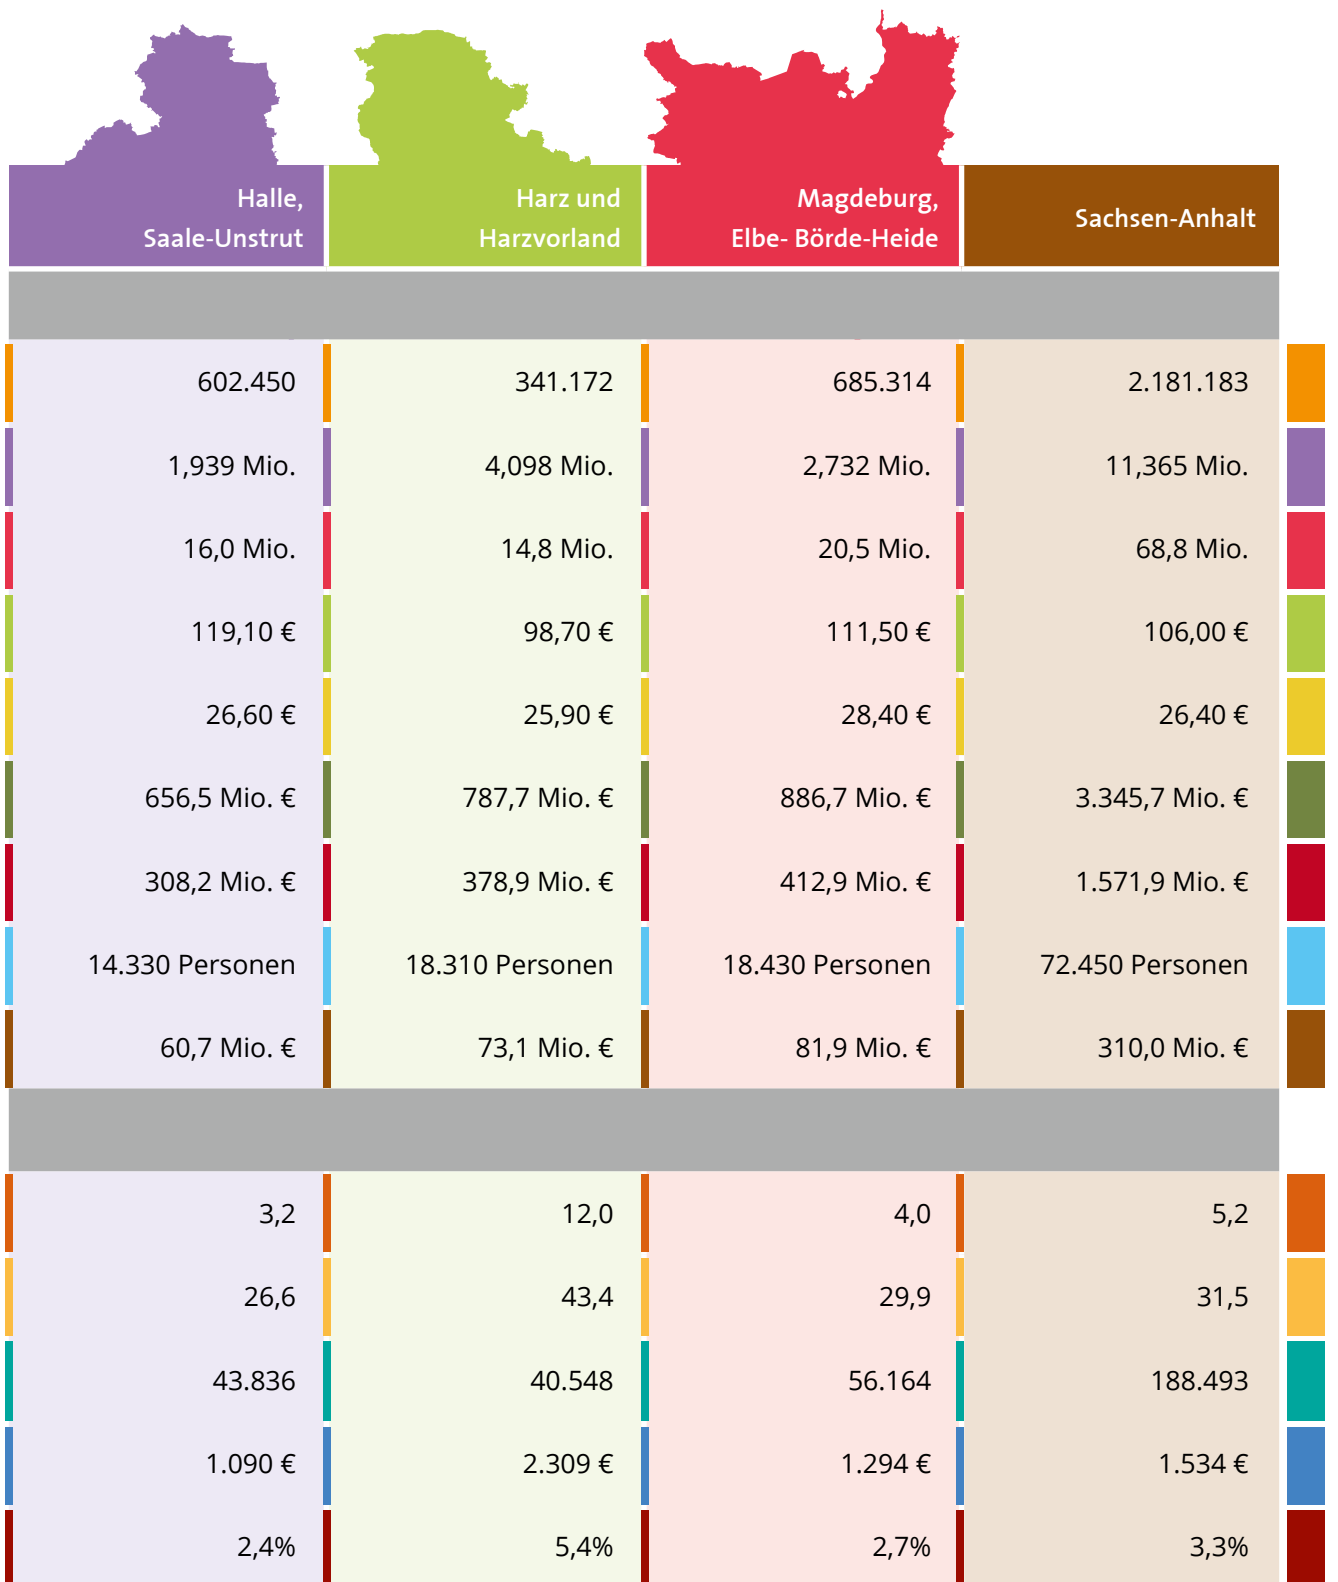 Halle,
Saale-Unstrut
Harz und
Harzvorland
Magdeburg,
Elbe- Börde-Heide
Sachsen-Anhalt
602.450 341.172 685.314 2.181.183
1,939 Mio. 4,098 Mio. 2,732 Mio. 11,365 Mio.
16,0 Mio. 14,8 Mio. 20,5 Mio. 68,8 Mio.
119,10 € 98,70 € 111,50 € 106,00 €
26,60 € 25,90 € 28,40 € 26,40 €
656,5 Mio. € 787,7 Mio. € 886,7 Mio. € 3.345,7 Mio. €
308,2 Mio. € 378,9 Mio. € 412,9 Mio. € 1.571,9 Mio. €
14.330 Personen 18.310 Personen 18.430 Personen 72.450 Personen
60,7 Mio. € 73,1 Mio. € 81,9 Mio. € 310,0 Mio. €
3,2 12,0 4,0 5,2
26,6 43,4 29,9 31,5
43.836 40.548 56.164 188.493
1.090 € 2.309 € 1.294 € 1.534 €
2,4% 5,4% 2,7% 3,3%